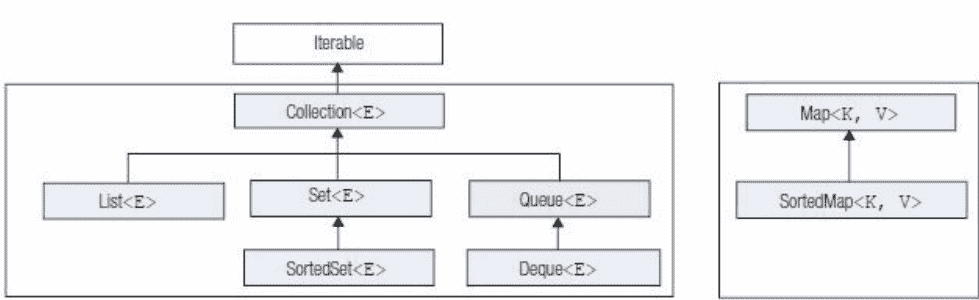 Iterable
Collection<E>
Map<K, V>
List<E>
Set<E>
Queue<E>
SortedMap<K, V>
SortedSet<E>
Deque<E>